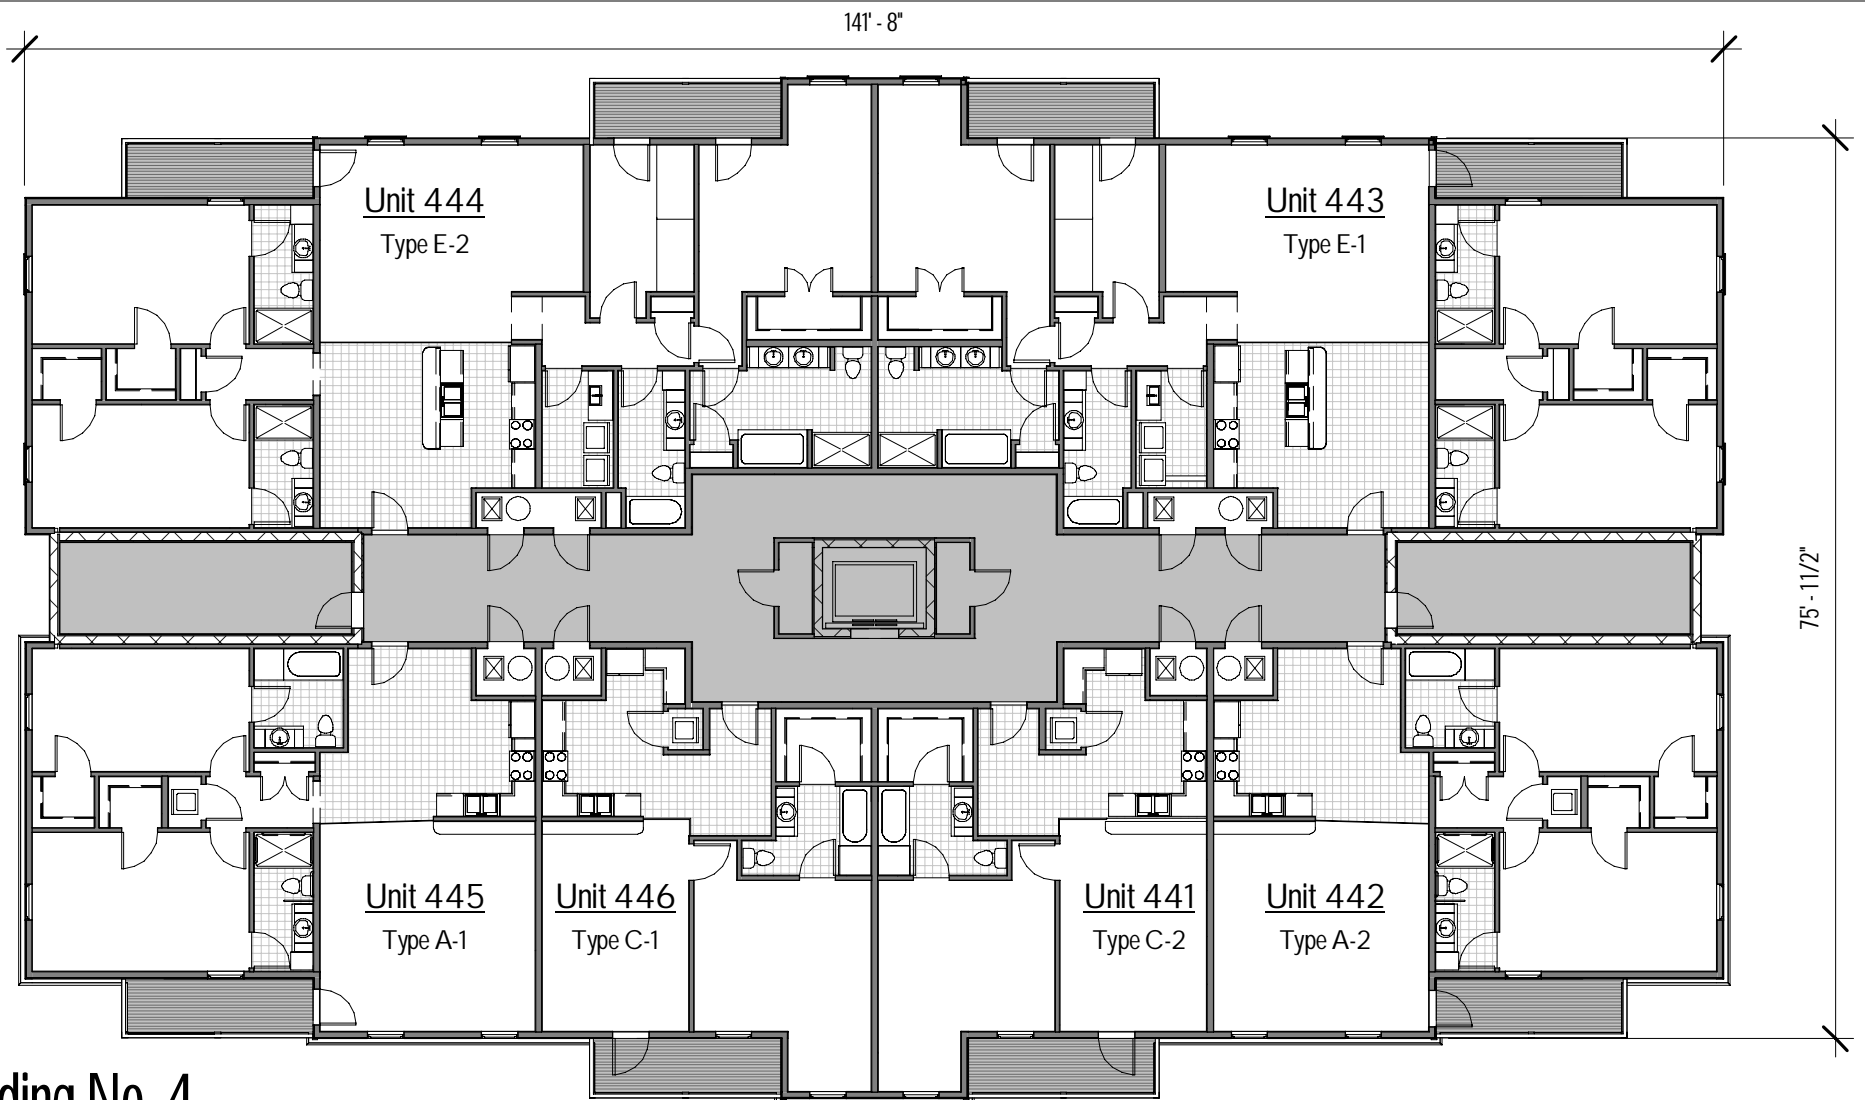 141' - 8"
Unit 444
Type E-2
Unit 443
Type E-1
75' - 11/2"
Unit 445
Type A-1
Unit 446
Type C-1
Unit 441
Type C-2
Unit 442
Type A-2
No. 4